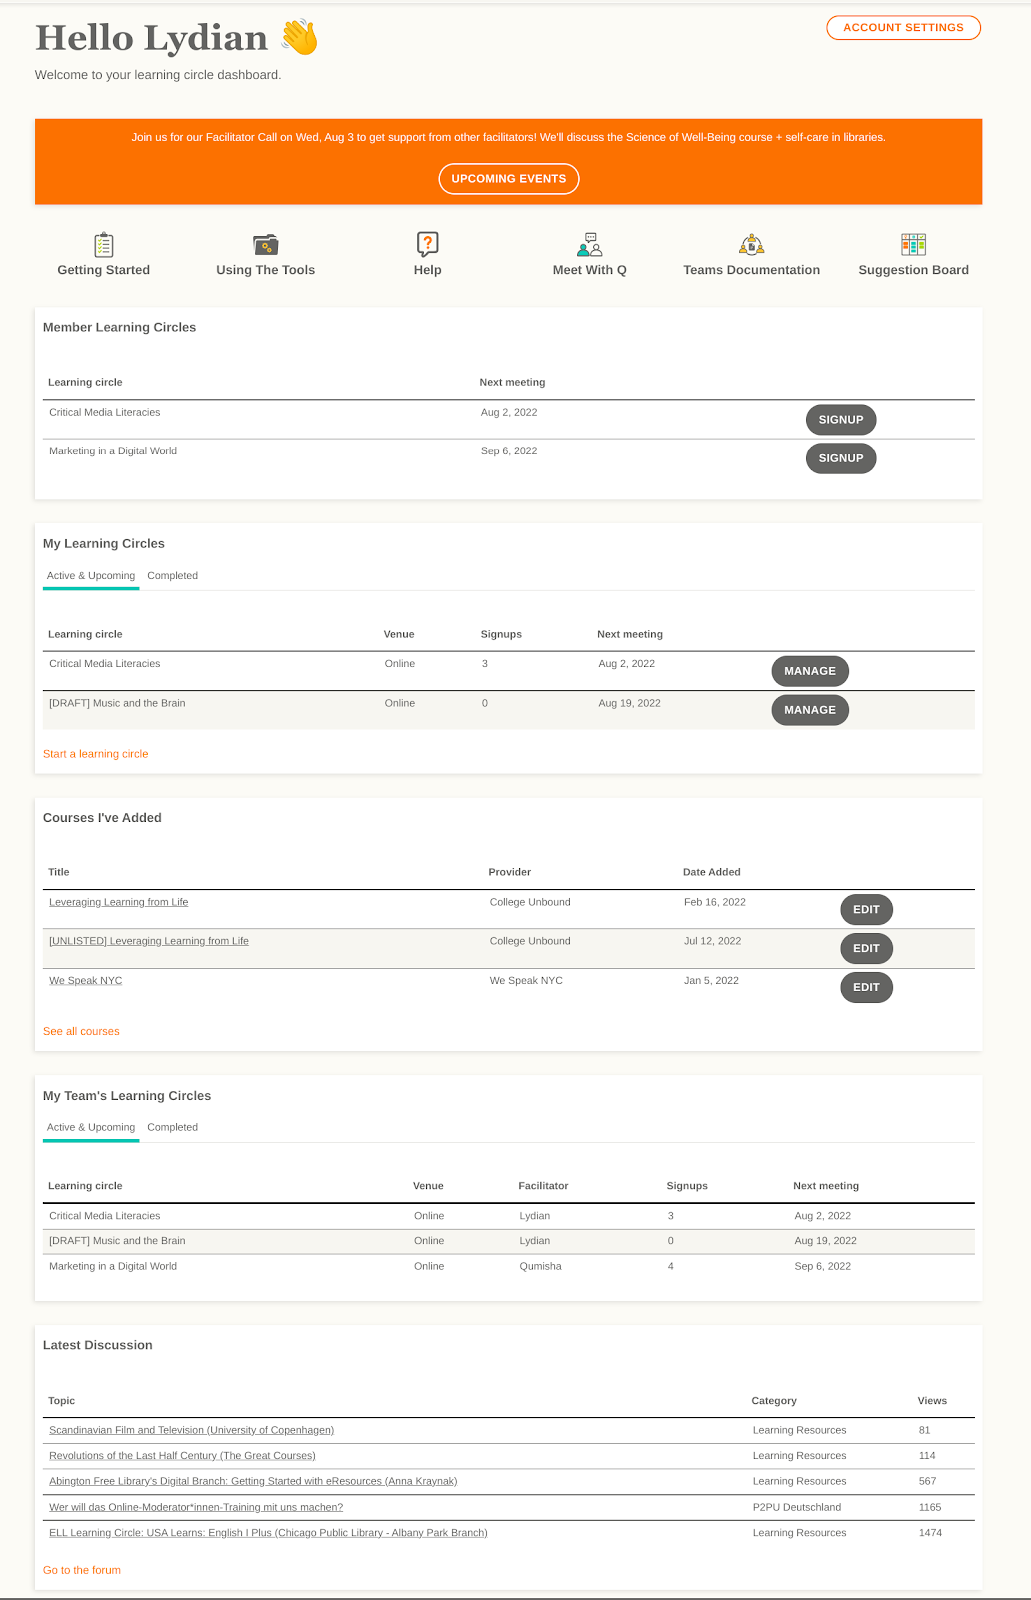 Hello Lydian
ACCOUNT SETTINGS
Welcome to your learning circle dashboard.
Join us for our Facilitator Call on Wed, Aug 3 to get support from other facilitators! We'll discuss the Science of Well-Being course + self-care in libraries.
UPCOMING EVENTS
Getting Started Using The Tools Help Meet With Q Teams Documentation Suggestion Board
Member Learning Circles
Learning circle Next meeting
Critical Media Literacies Aug 2, 2022 SIGNUP
Marketing in a Digital World Sep 6, 2022 SIGNUP
My Learning Circles
Active & Upcoming Completed
Learning circle Venue Signups Next meeting
Critical Media Literacies Online 3 Aug 2, 2022 MANAGE
[DRAFT] Music and the Brain Online 0 Aug 19, 2022 MANAGE
Start a learning circle
Courses I've Added
Title Provider Date Added
Leveraging Learning from Life College Unbound Feb 16, 2022 EDIT
[UNLISTED] Leveraging Learning from Life College Unbound Jul 12, 2022 EDIT
We Speak NYC We Speak NYC Jan 5, 2022 EDIT
See all courses
My Team's Learning Circles
Active & Upcoming Completed
Learning circle Venue Facilitator Signups Next meeting
Critical Media Literacies Online Lydian 3 Aug 2, 2022
[DRAFT] Music and the Brain Online Lydian 0 Aug 19, 2022
Marketing in a Digital World Online Qumisha 4 Sep 6, 2022
Latest Discussion
Topic Category Views
Scandinavian Film and Television (University of Copenhagen) Learning Resources 81
Revolutions of the Last Half Century (The Great Courses) Learning Resources 114
Abington Free Library's Digital Branch: Getting Started with eResources (Anna Kraynak) Learning Resources 567
Wer will das Online-Moderator*innen-Training mit uns machen? P2PU Deutschland 1165
ELL Learning Circle: USA Learns: English I Plus (Chicago Public Library - Albany Park Branch) Learning Resources 1474
Go to the forum